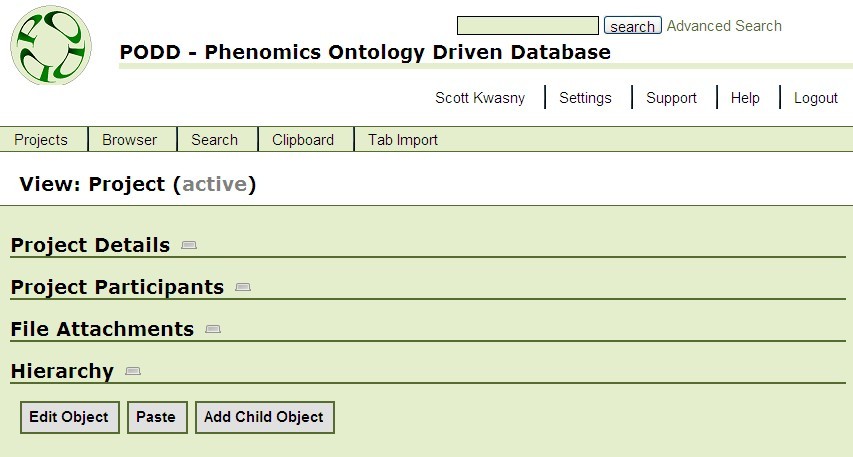 search Advanced Search
PODD - Phenomics Ontology Driven Database
Scott Kwasny Settings Support Help Logout
Projects Browser Search Clipboard Tab Import
View: Project (active)
Project Details
Project Participants
File Attachments
Hierarchy
Edit Object Paste Add Child Object